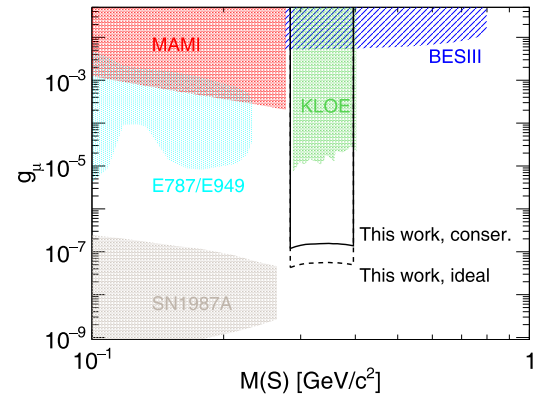 MAMI
BESIII
10⁻³
KLOE
10⁻⁵
E787/E949
g_μ
10⁻⁷
This work, conser.
This work, ideal
SN1987A
10⁻⁹
10⁻¹
1
M(S) [GeV/c²]